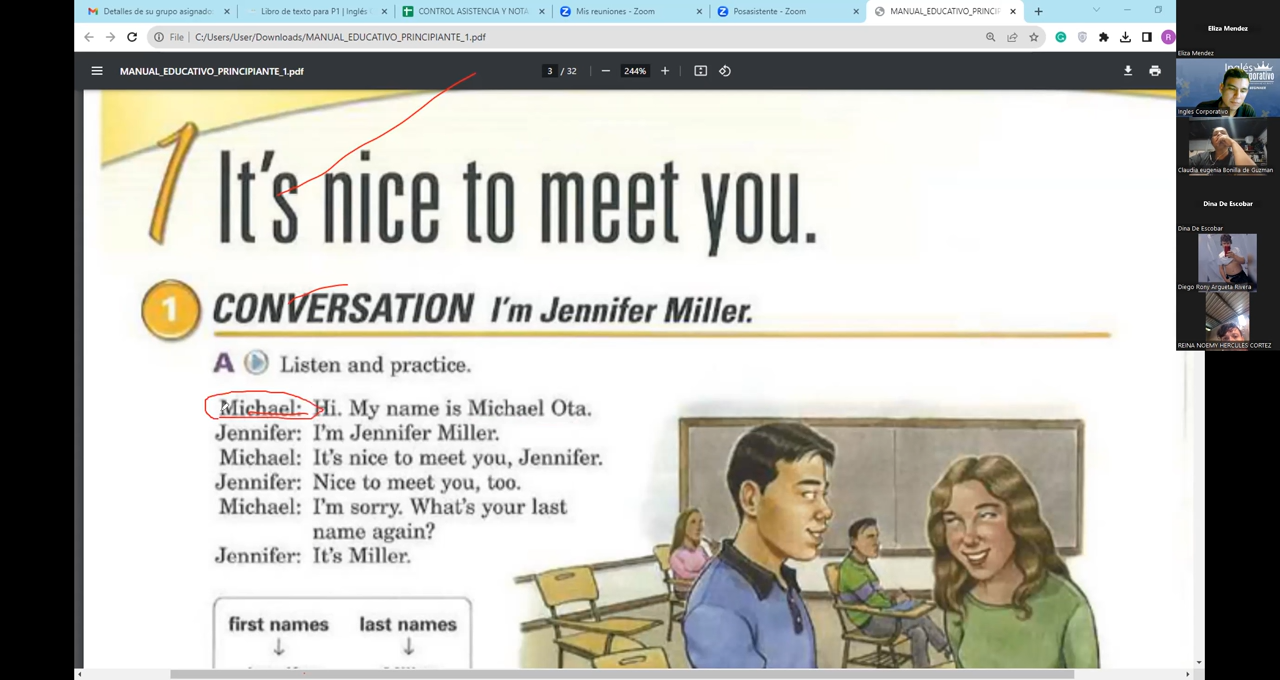 Detalles de su grupo asignado
Libro de texto para P1 | Inglés
CONTROL ASISTENCIA Y NOTA
Mis reuniones - Zoom
Posasistente - Zoom
MANUAL_EDUCATIVO_PRINCIP
File | C:/Users/User/Downloads/MANUAL_EDUCATIVO_PRINCIPIANTE_1.pdf
R
MANUAL_EDUCATIVO_PRINCIPIANTE_1.pdf
3 / 32
244%
1 It's nice to meet you.
1 CONVERSATION I'm Jennifer Miller.
A Listen and practice.
Michael: Hi. My name is Michael Ota.
Jennifer: I'm Jennifer Miller.
Michael: It's nice to meet you, Jennifer.
Jennifer: Nice to meet you, too.
Michael: I'm sorry. What's your last
name again?
Jennifer: It's Miller.
first names last names
Eliza Mendez
Eliza Mendez
Inglés
Corporativo
Ingles Corporativo
Claudia eugenia Bonilla de Guzman
Dina De Escobar
Dina De Escobar
Diego Rony Argueta Rivera
REINA NOEMY HERCULES CORTEZ